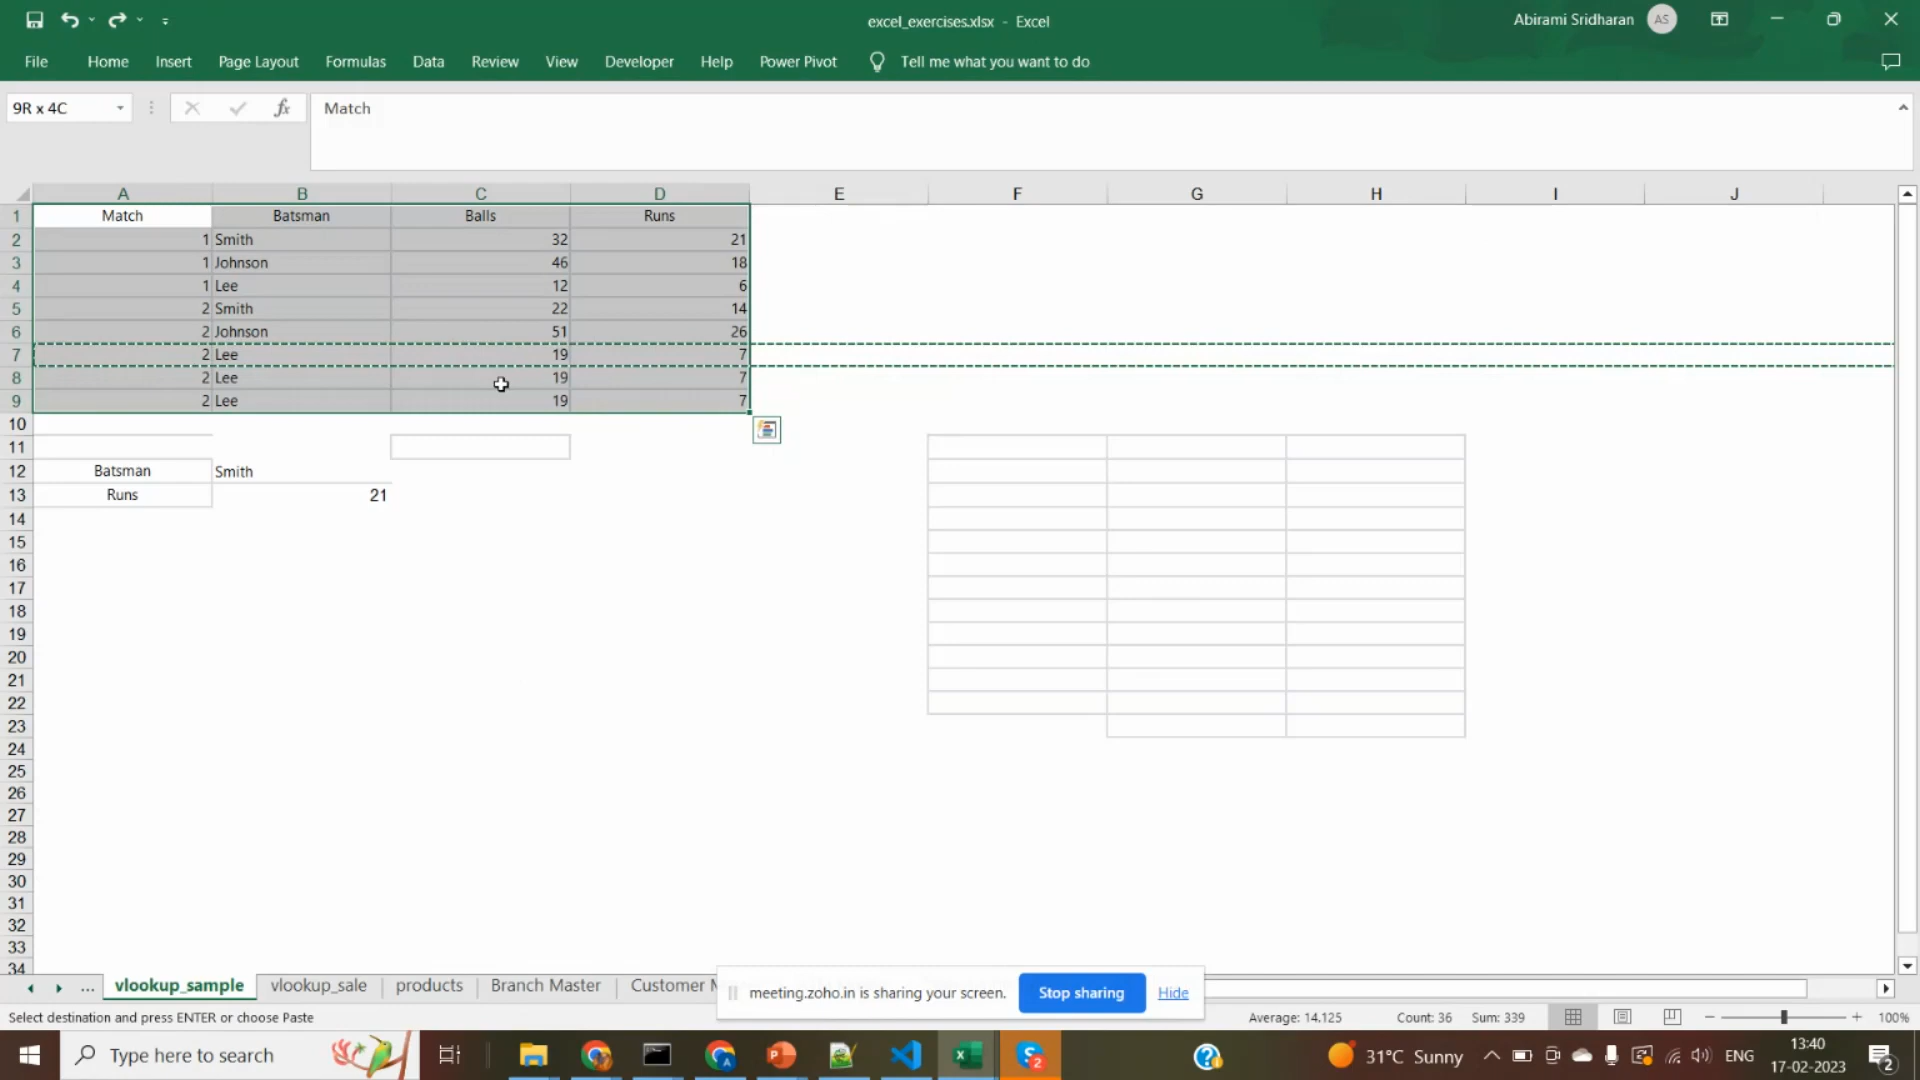 excel_exercises.xlsx - Excel
Abirami Sridharan AS
File Home Insert Page Layout Formulas Data Review View Developer Help Power Pivot Tell me what you want to do
9R x 4C fx Match
A B C D E F G H I J
1 Match Batsman Balls Runs
2 1 Smith 32 21
3 1 Johnson 46 18
4 1 Lee 12 6
5 2 Smith 22 14
6 2 Johnson 51 26
7 2 Lee 19 7
8 2 Lee 19 7
9 2 Lee 19 7
10
11
12 Batsman Smith
13 Runs 21
14
15
16
17
18
19
20
21
22
23
24
25
26
27
28
29
30
31
32
33
34
... vlookup_sample vlookup_sale products Branch Master Customer M
meeting.zoho.in is sharing your screen. Stop sharing Hide
Select destination and press ENTER or choose Paste Average: 14.125 Count: 36 Sum: 339 100%
Type here to search 31°C Sunny ENG 13:40
17-02-2023 2